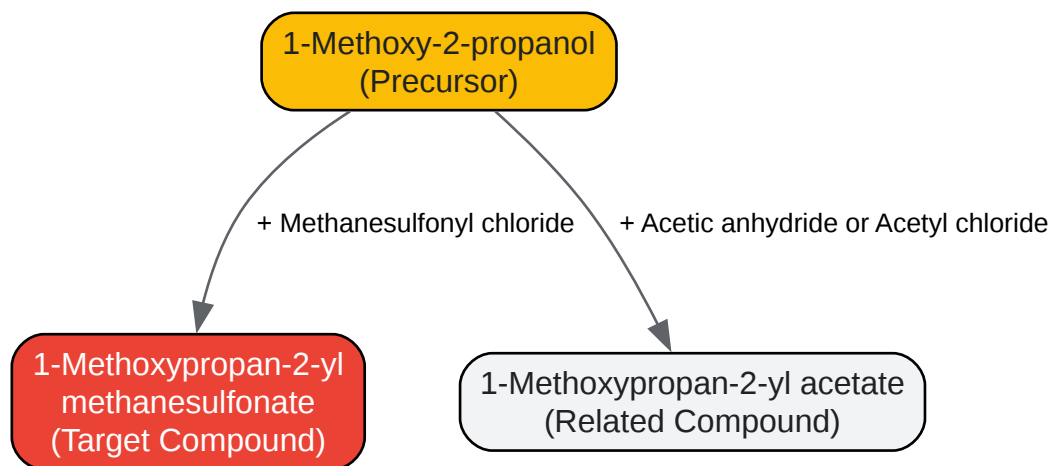 1-Methoxy-2-propanol
(Precursor)
+ Methanesulfonyl chloride
+ Acetic anhydride or Acetyl chloride
1-Methoxypropan-2-yl
methanesulfonate
(Target Compound)
1-Methoxypropan-2-yl acetate
(Related Compound)